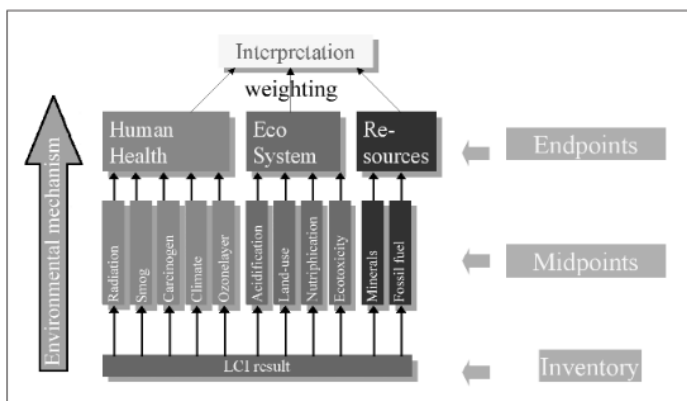 Interpretation
weighting
Human
Health
Eco
System
Re-
sources
Endpoints
Environmental mechanism
Radiation
Smog
Carcinogen
Climate
Ozonelayer
Acidification
Land-use
Nutriphication
Ecotoxicity
Minerals
Fossil fuel
Midpoints
LCI result
Inventory